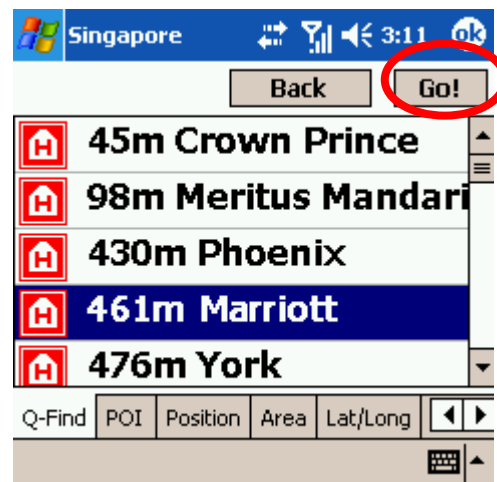 Singapore 3:11 ok
Back Go!
H 45m Crown Prince
H 98m Meritus Mandari
H 430m Phoenix
H 461m Marriott
H 476m York
Q-Find POI Position Area Lat/Long